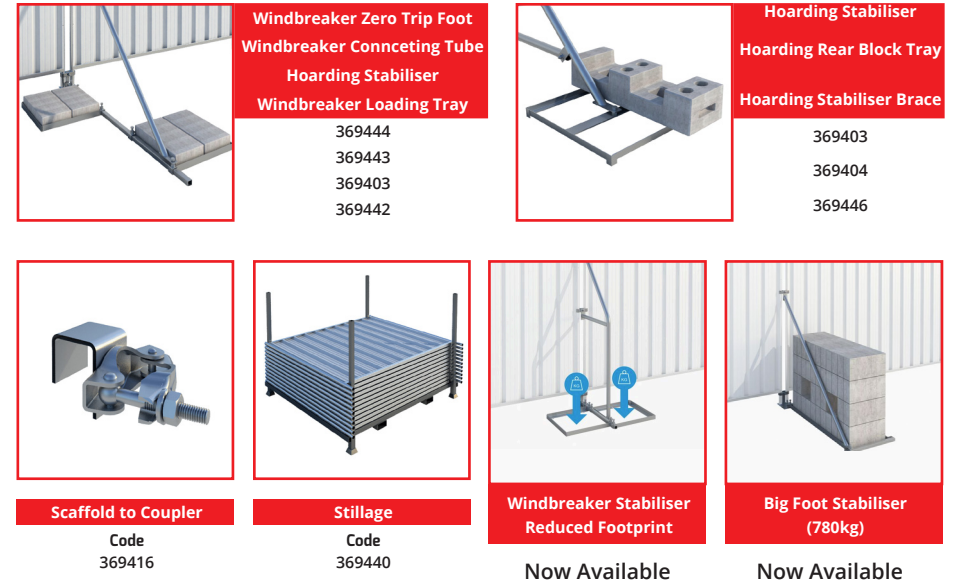 Windbreaker Zero Trip Foot
Windbreaker Connceting Tube
Hoarding Stabiliser
Windbreaker Loading Tray
369444
369443
369403
369442
Hoarding Stabiliser
Hoarding Rear Block Tray
Hoarding Stabiliser Brace
369403
369404
369446
Scaffold to Coupler
Code
369416
Stillage
Code
369440
KG
KG
Windbreaker Stabiliser
Reduced Footprint
Now Available
Big Foot Stabiliser
(780kg)
Now Available